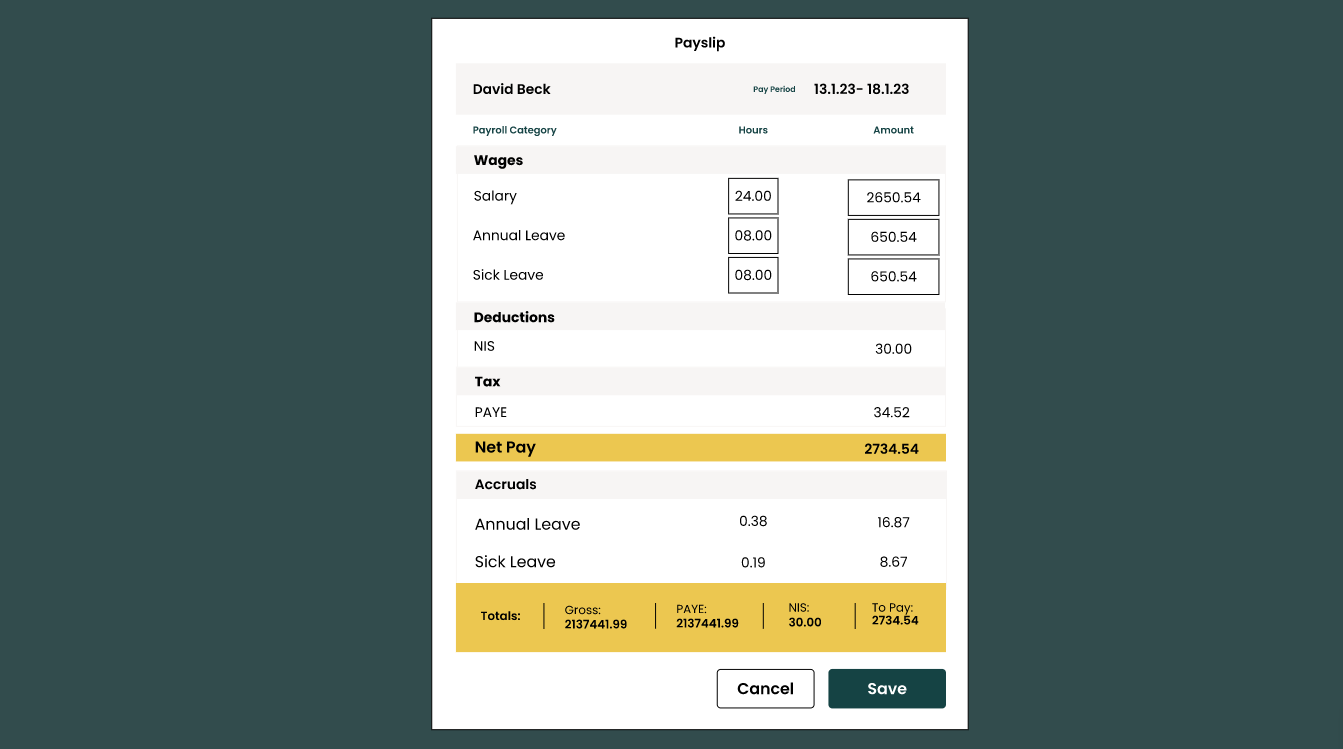 Payslip
David Beck Pay Period 13.1.23- 18.1.23
Payroll Category Hours Amount
Wages
Salary 24.00 2650.54
Annual Leave 08.00 650.54
Sick Leave 08.00 650.54
Deductions
NIS 30.00
Tax
PAYE 34.52
Net Pay 2734.54
Accruals
Annual Leave 0.38 16.87
Sick Leave 0.19 8.67
Totals: Gross: PAYE: NIS: To Pay:
2137441.99 2137441.99 30.00 2734.54
Cancel Save